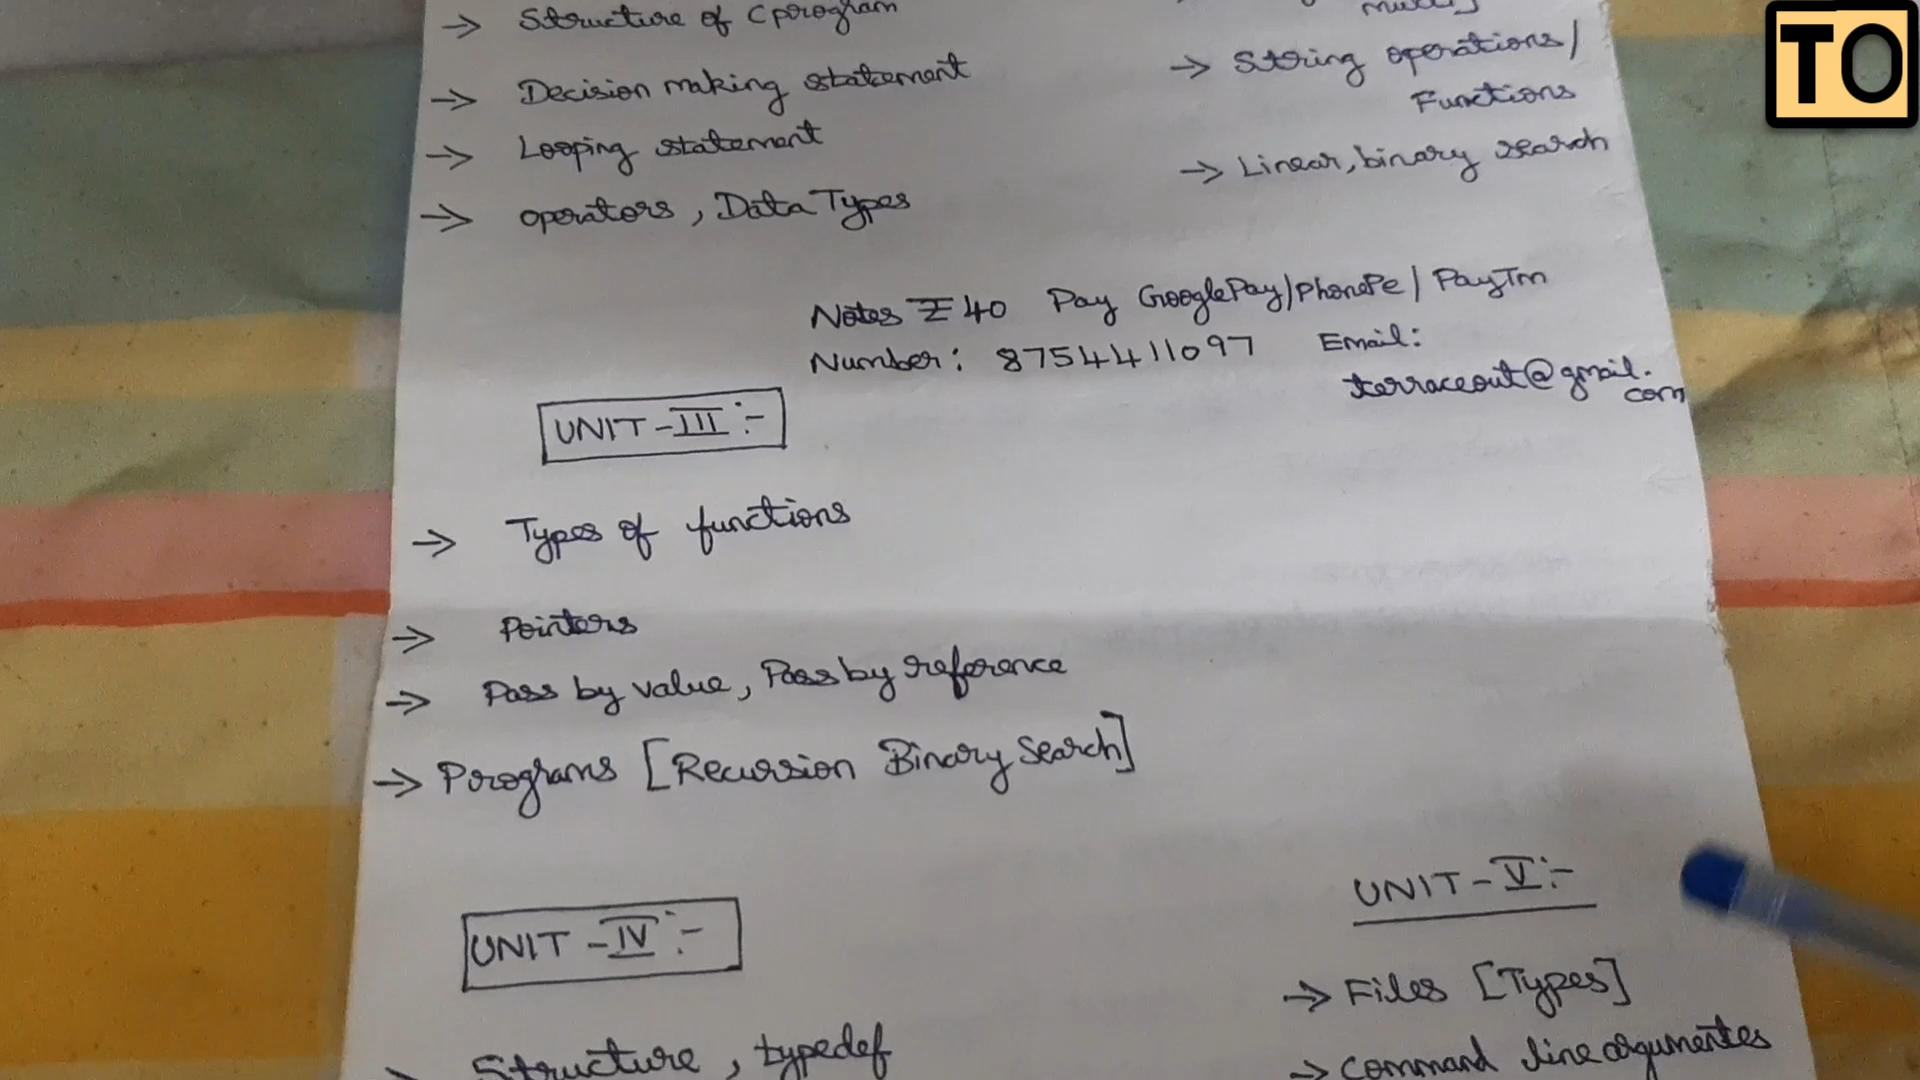 → Structure of C program
→ Decision making statement
→ Looping statement
→ operators, Data Types
→ String operations/
Functions
→ Linear, binary search
Notes ₹ 40 Pay GooglePay/PhonePe/PayTm
Number: 8754411097 Email:
terraceout@gmail.
com
UNIT-III :-
→ Types of functions
→ Pointers
→ Pass by value, Pass by reference
→ Programs [Recursion Binary Search]
UNIT-IV :-
Structure, typedef
UNIT-V :-
→ Files [Types]
→ Command line argumentes
TO